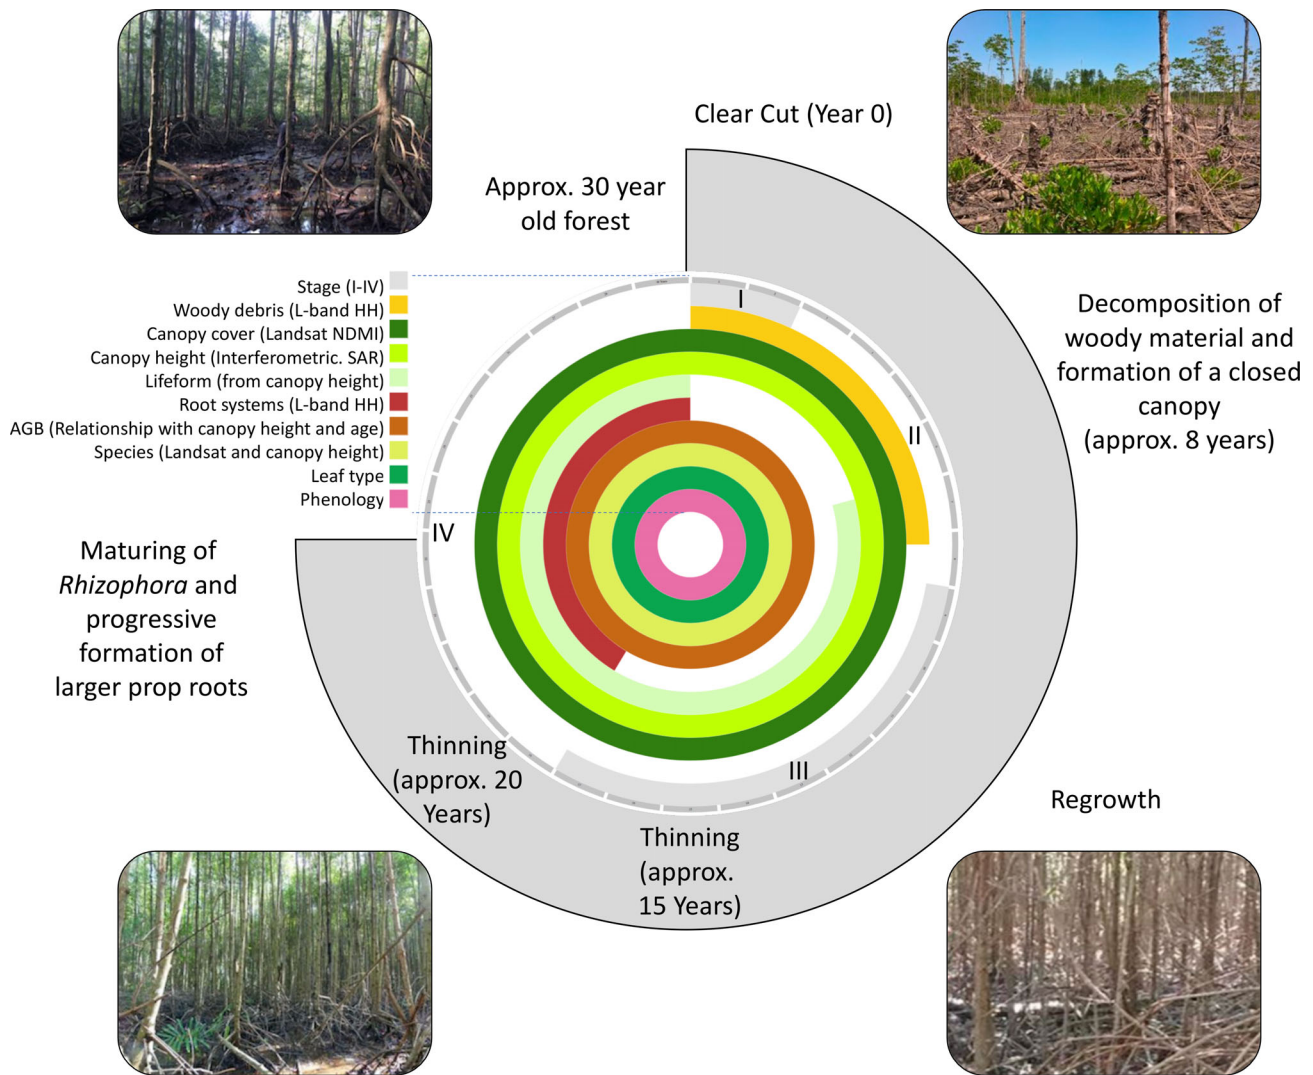 Clear Cut (Year 0)
Approx. 30 year
old forest
Stage (I-IV)
Woody debris (L-band HH)
Canopy cover (Landsat NDMI)
Canopy height (Interferometric. SAR)
Lifeform (from canopy height)
Root systems (L-band HH)
AGB (Relationship with canopy height and age)
Species (Landsat and canopy height)
Leaf type
Phenology
I
II
III
IV
Decomposition of
woody material and
formation of a closed
canopy
(approx. 8 years)
Regrowth
Thinning
(approx.
15 Years)
Thinning
(approx. 20
Years)
Maturing of
Rhizophora and
progressive
formation of
larger prop roots